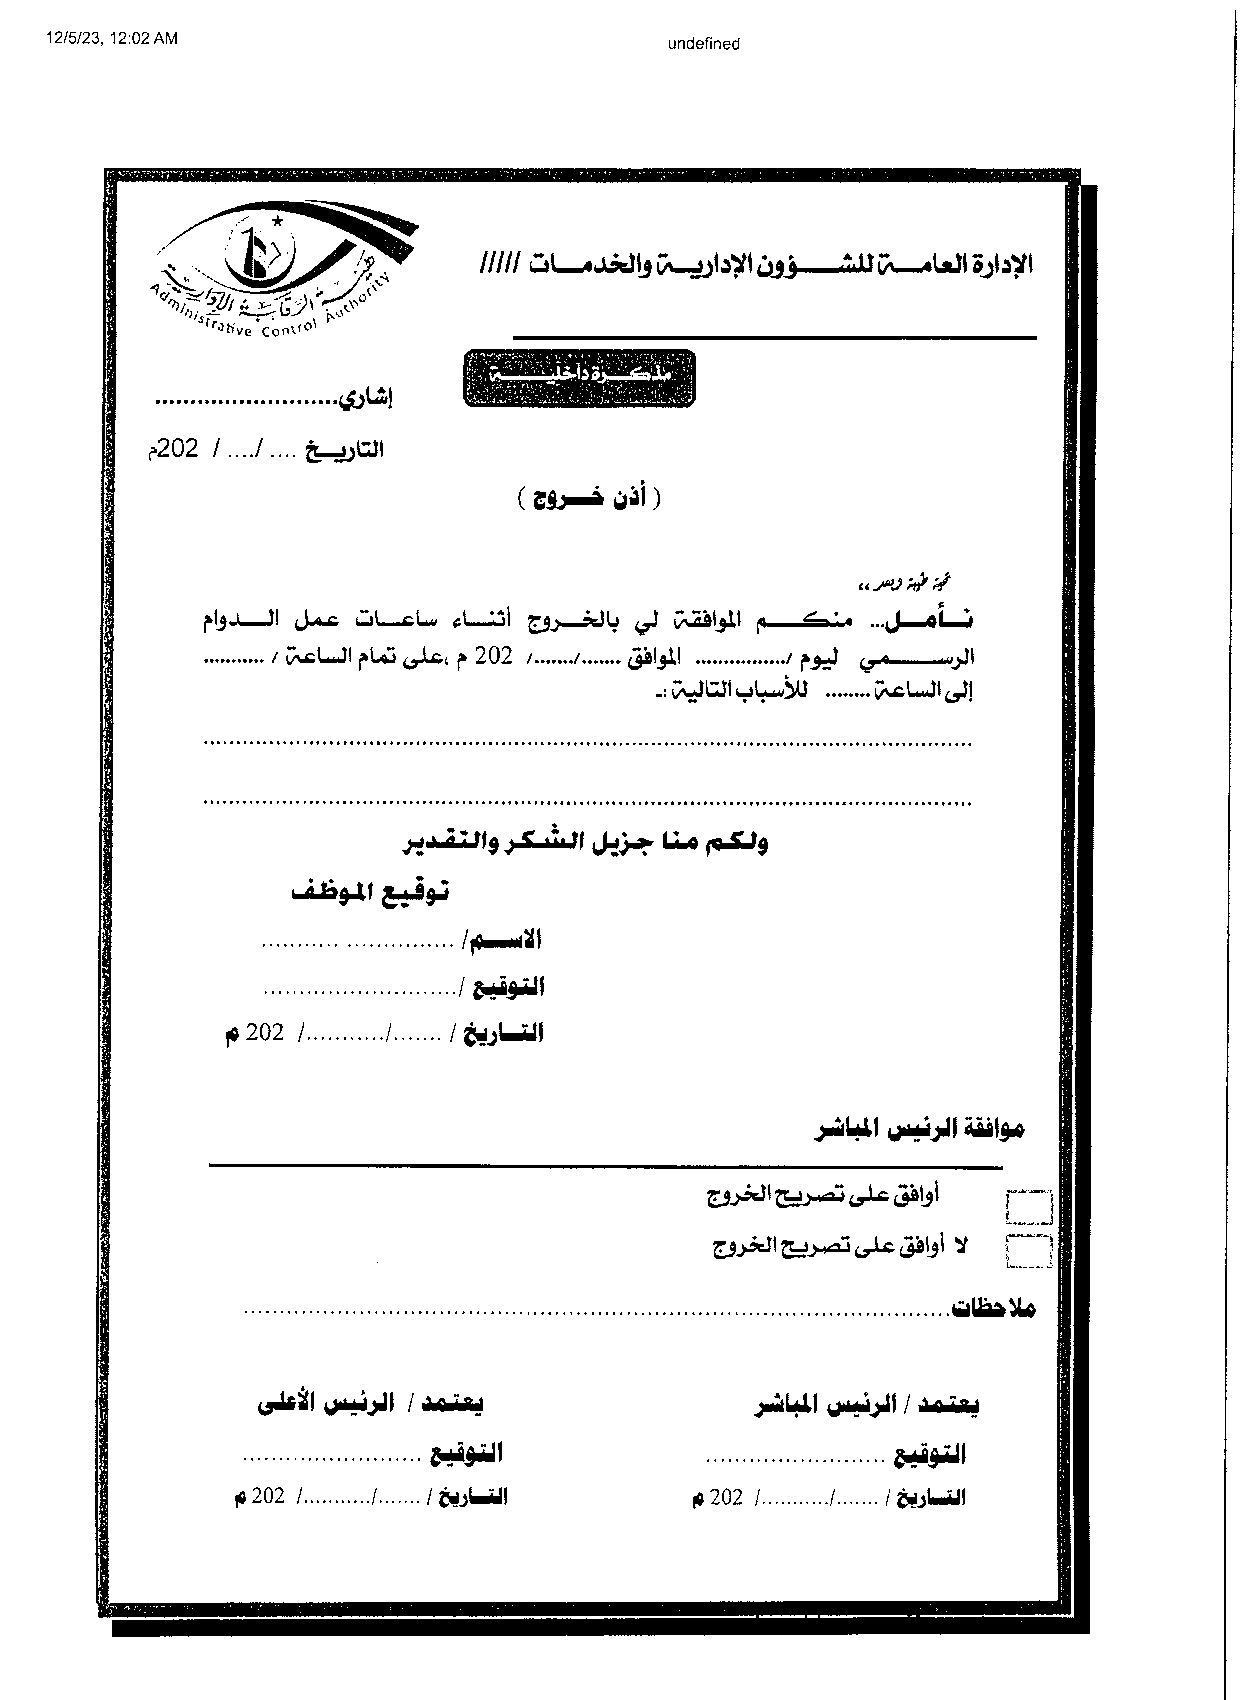 12/5/23, 12:02 AM
undefined
هيئة الرقابة الإدارية
Administrative Control Authority
الإدارة العامة للشؤون الإدارية والخدمات /////
مذكرة داخلية
إشاري..........................
التاريخ .... /.... / 202م
( أذن خروج )
تحية طيبة وبعد ,,
نأمل... منكم الموافقة لي بالخروج أثناء ساعات عمل الدوام
الرسمي ليوم /................ الموافق ......./......./ 202 م ،على تمام الساعة / ...........
إلى الساعة ........ للأسباب التالية :ـ
................................................................................
................................................................................
ولكم منا جزيل الشكر والتقدير
توقيع الموظف
الاسم/ ............... ...........
التوقيع /...........................
التاريخ / ......./.........../ 202 م
موافقة الرئيس المباشر
أوافق على تصريح الخروج
لا أوافق على تصريح الخروج
ملاحظات................................................................................
يعتمد / الرئيس المباشر
التوقيع .........................
التاريخ / ......./.........../ 202 م
يعتمد / الرئيس الأعلى
التوقيع .........................
التاريخ / ......./.........../ 202 م